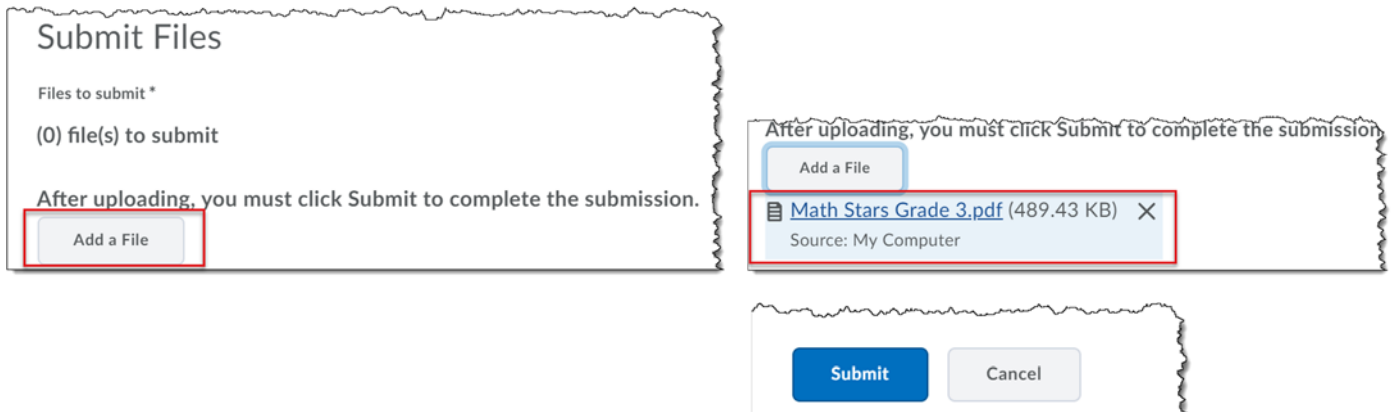 Submit Files
Files to submit *
(0) file(s) to submit
After uploading, you must click Submit to complete the submission.
Add a File
After uploading, you must click Submit to complete the submission.
Add a File
Math Stars Grade 3.pdf (489.43 KB)
Source: My Computer
Submit Cancel